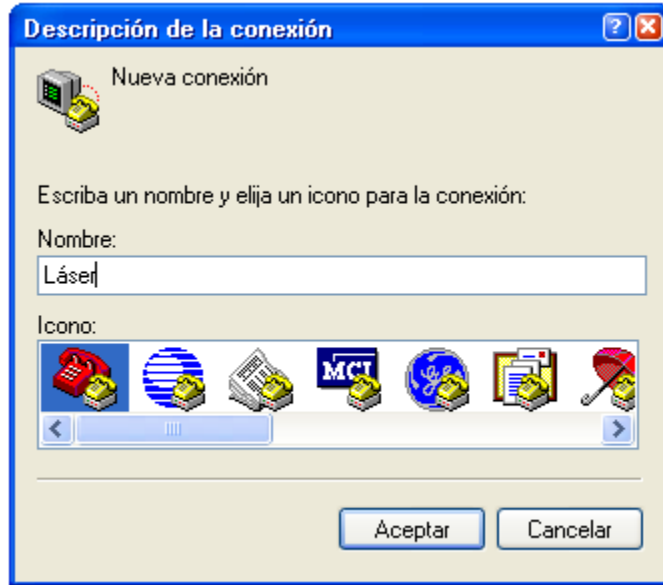 Descripción de la conexión
Nueva conexión
Escriba un nombre y elija un icono para la conexión:
Nombre:
Láser
Icono:
MCI
Aceptar
Cancelar